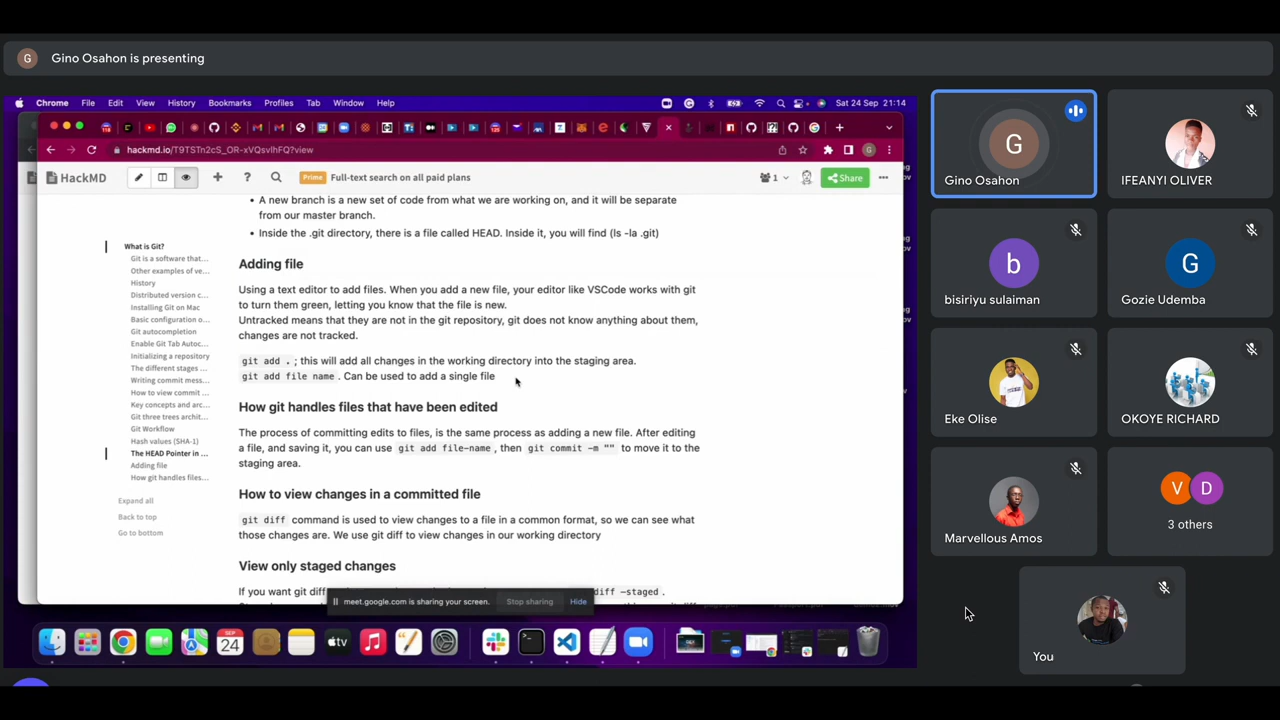 Gino Osahon is presenting
G
Chrome File Edit View History Bookmarks Profiles Tab Window Help
Sat 24 Sep 21:14
hackmd.io/T9TSTn2cS_OR-xVQsvIhFQ?view
HackMD
Prime Full-text search on all paid plans
1
Share
• A new branch is a new set of code from what we are working on, and it will be separate
from our master branch.
• Inside the .git directory, there is a file called HEAD. Inside it, you will find (ls -la .git)
What is Git?
Git is a software that…
Other examples of ve…
History
Distributed version c…
Installing Git on Mac
Basic configuration o…
Git autocompletion
Enable Git Tab Autoc…
Initializing a repository
The different stages …
Writing commit mess…
How to view commit …
Key concepts and arc…
Git three trees archit…
Git Workflow
Hash values (SHA-1)
The HEAD Pointer in …
Adding file
How git handles files…
Expand all
Back to top
Go to bottom
Adding file
Using a text editor to add files. When you add a new file, your editor like VSCode works with git
to turn them green, letting you know that the file is new.
Untracked means that they are not in the git repository, git does not know anything about them,
changes are not tracked.
git add . ; this will add all changes in the working directory into the staging area.
git add file name . Can be used to add a single file
How git handles files that have been edited
The process of committing edits to files, is the same process as adding a new file. After editing
a file, and saving it, you can use git add file-name , then git commit -m "" to move it to the
staging area.
How to view changes in a committed file
git diff command is used to view changes to a file in a common format, so we can see what
those changes are. We use git diff to view changes in our working directory
View only staged changes
If you want git diff
diff —staged .
meet.google.com is sharing your screen. Stop sharing Hide
SEP
24
tv
G
Gino Osahon
IFEANYI OLIVER
b
bisiriyu sulaiman
G
Gozie Udemba
Eke Olise
OKOYE RICHARD
Marvellous Amos
V D
3 others
You